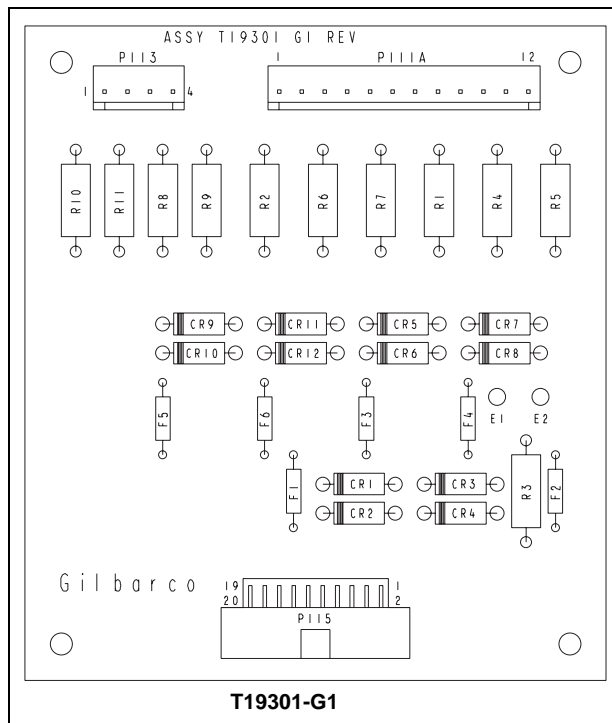 ASSY T19301 G1 REV
P113 P111A
1 12
1 4
R10 R11 R8 R9 R2 R6 R7 R1 R4 R5
CR9 CR11 CR5 CR7
CR10 CR12 CR6 CR8
F5 F6 F3 F4
E1 E2
F1 CR1 CR3 R3 F2
CR2 CR4
Gilbarco
19 1
20 2
P115
T19301-G1